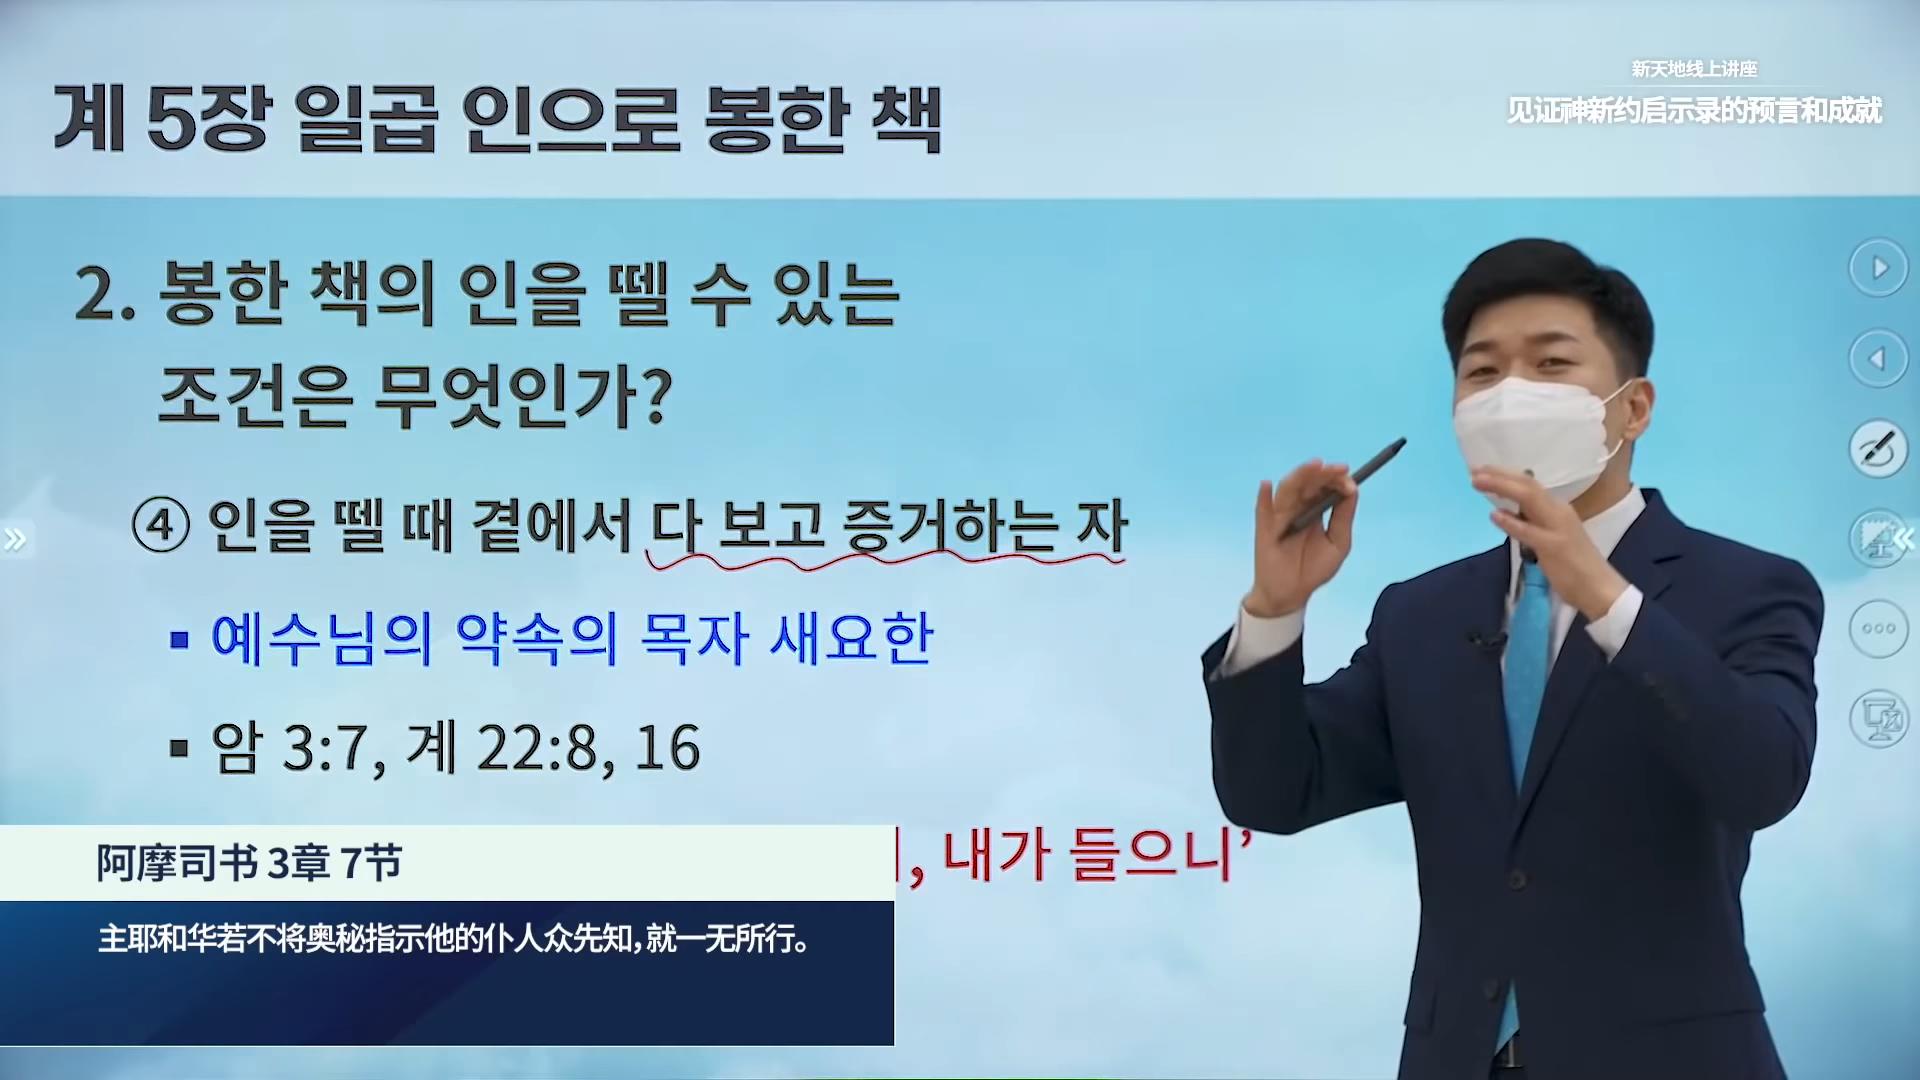 新天地线上讲座
见证神新约启示录的预言和成就
계 5장 일곱 인으로 봉한 책
2. 봉한 책의 인을 뗄 수 있는
조건은 무엇인가?
④ 인을 뗄 때 곁에서 다 보고 증거하는 자
▪ 예수님의 약속의 목자 새요한
▪ 암 3:7, 계 22:8, 16
, 내가 들으니’
阿摩司书 3章 7节
主耶和华若不将奥秘指示他的仆人众先知，就一无所行。